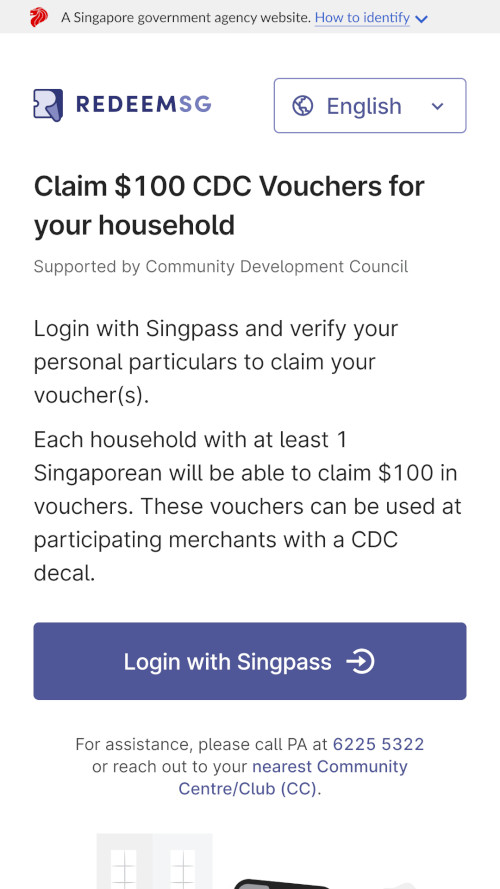 A Singapore government agency website. How to identify
REDEEMSG
English
Claim $100 CDC Vouchers for
your household
Supported by Community Development Council
Login with Singpass and verify your
personal particulars to claim your
voucher(s).
Each household with at least 1
Singaporean will be able to claim $100 in
vouchers. These vouchers can be used at
participating merchants with a CDC
decal.
Login with Singpass
For assistance, please call PA at 6225 5322
or reach out to your nearest Community
Centre/Club (CC).